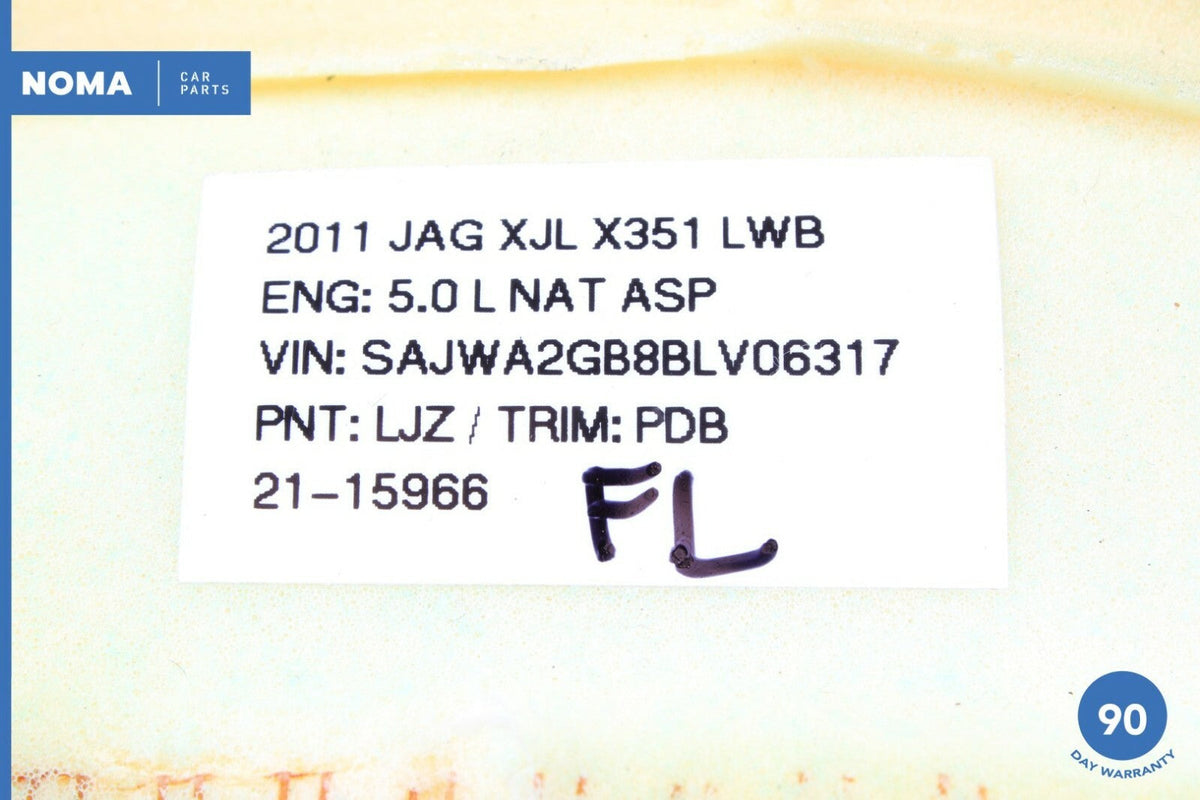 NOMA
CAR
PARTS
2011 JAG XJL X351 LWB
ENG: 5.0 L NAT ASP
VIN: SAJWA2GB8BLV06317
PNT: LJZ / TRIM: PDB
21-15966
FL
90
DAY WARRANTY